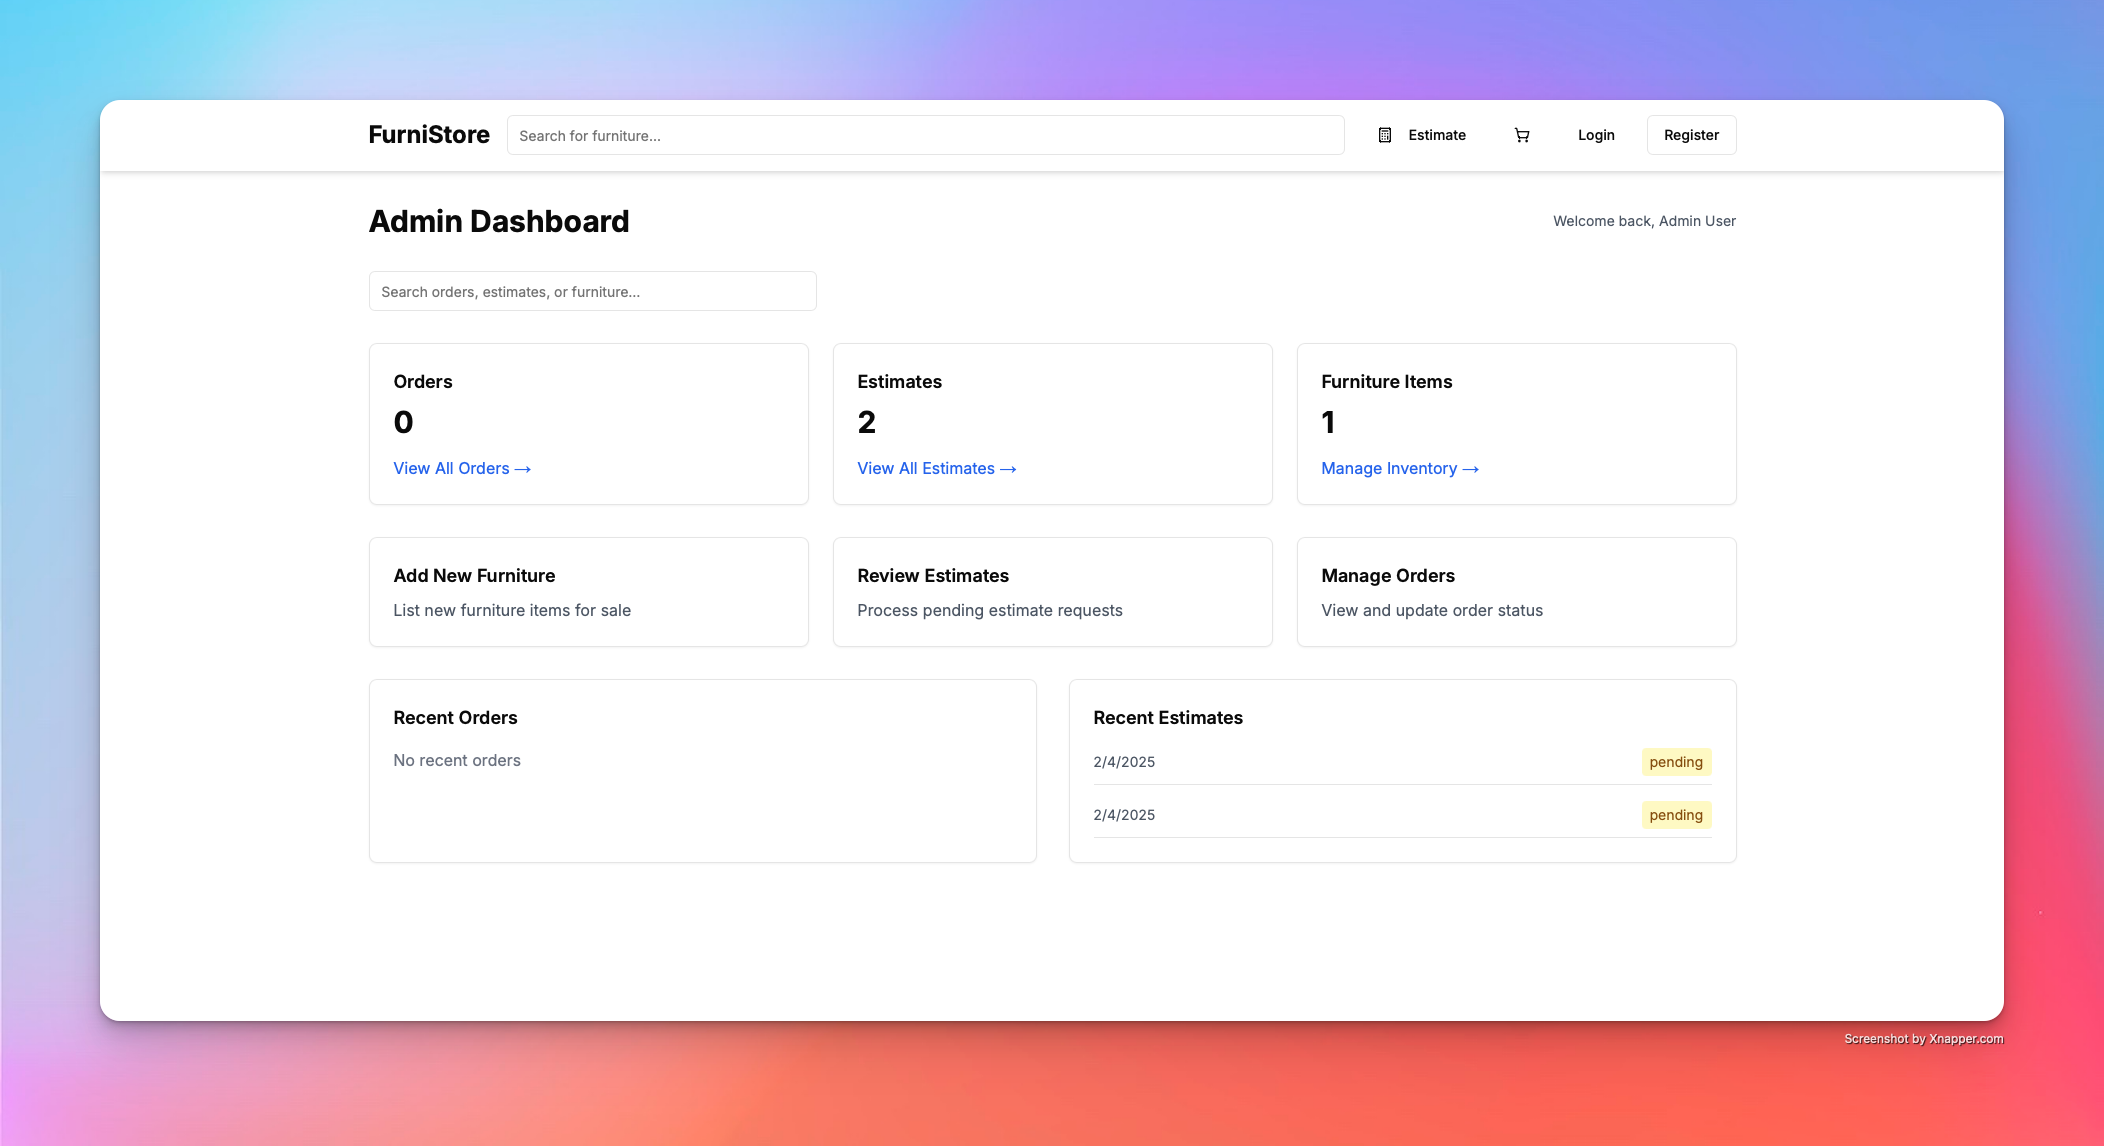 FurniStore
Search for furniture...
Estimate
Login
Register
Admin Dashboard
Welcome back, Admin User
Search orders, estimates, or furniture...
Orders
0
View All Orders →
Estimates
2
View All Estimates →
Furniture Items
1
Manage Inventory →
Add New Furniture
List new furniture items for sale
Review Estimates
Process pending estimate requests
Manage Orders
View and update order status
Recent Orders
No recent orders
Recent Estimates
2/4/2025 pending
2/4/2025 pending
Screenshot by Xnapper.com